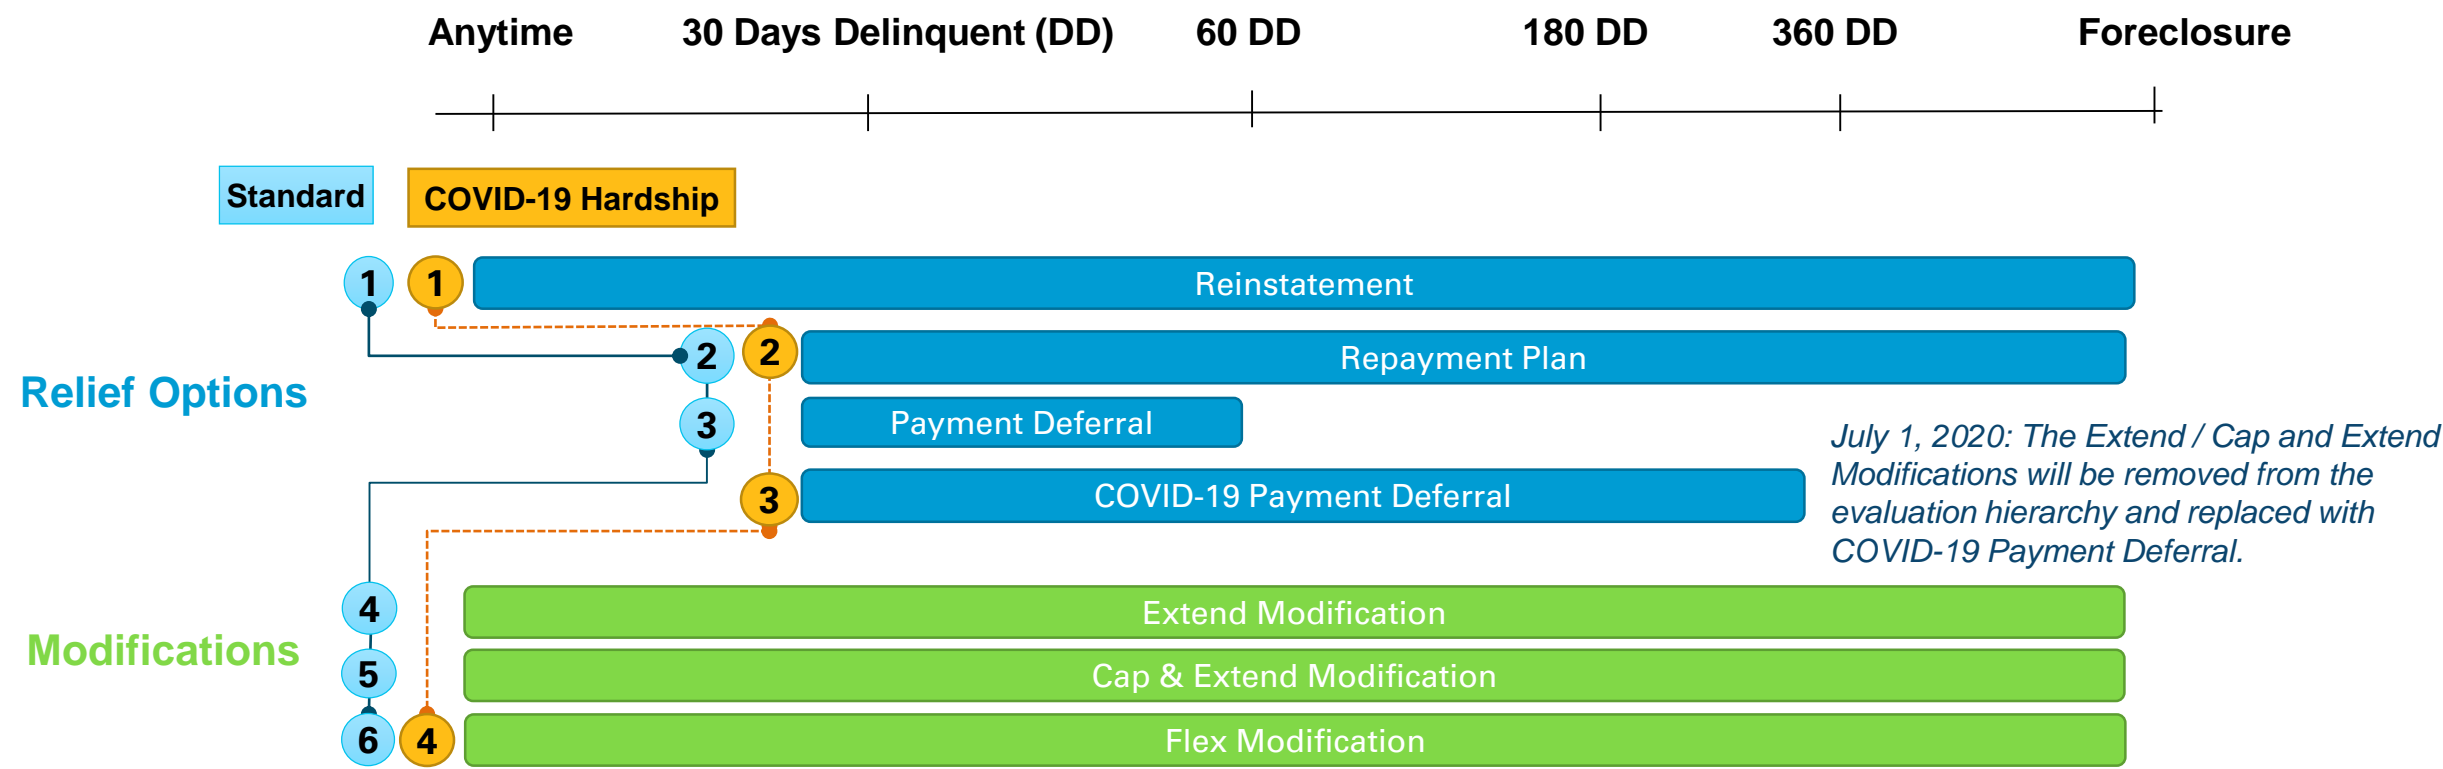 Anytime 30 Days Delinquent (DD) 60 DD 180 DD 360 DD Foreclosure
Standard COVID-19 Hardship
1 1 Reinstatement
2 2 Repayment Plan
Relief Options
3 Payment Deferral
3 COVID-19 Payment Deferral
July 1, 2020: The Extend / Cap and Extend
Modifications will be removed from the
evaluation hierarchy and replaced with
COVID-19 Payment Deferral.
4 Extend Modification
Modifications
5 Cap & Extend Modification
6 4 Flex Modification